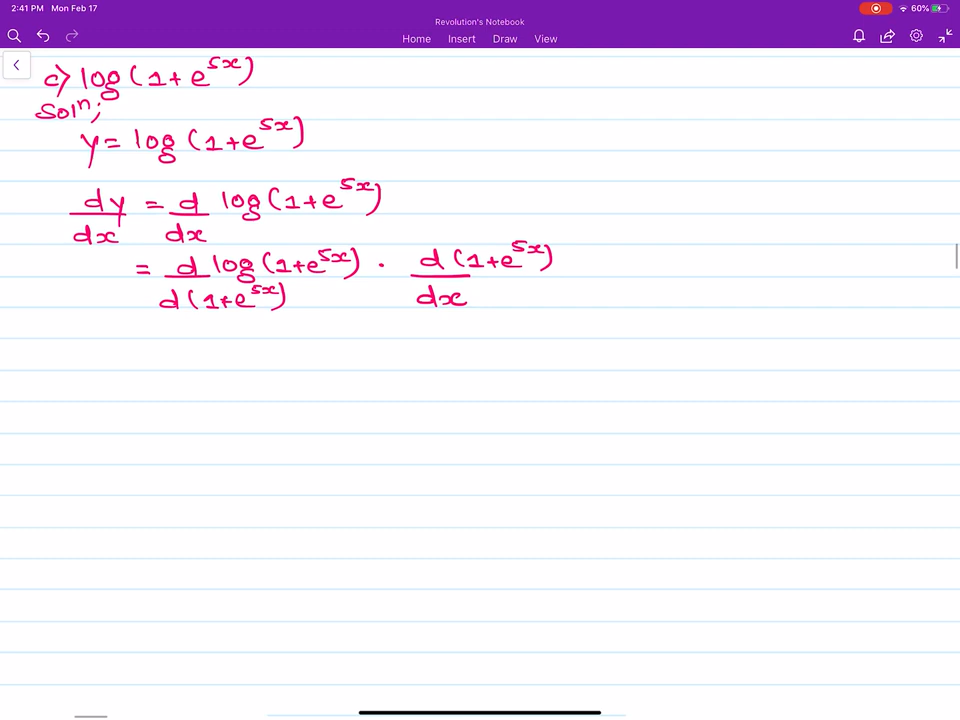 2:41 PM Mon Feb 17
60%
Revolution's Notebook
Home Insert Draw View
c) log(1+e^5x)
Solⁿ;
y = log(1+e^5x)
dy/dx = d/dx log(1+e^5x)
= d/d(1+e^5x) log(1+e^5x) · d/dx (1+e^5x)